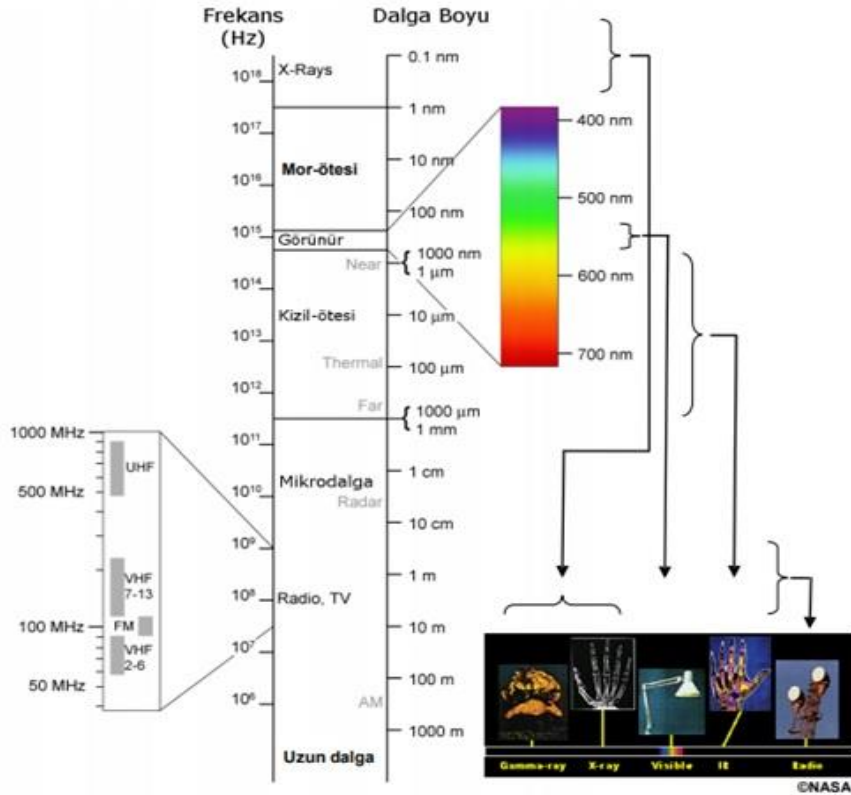 Frekans
(Hz)
Dalga Boyu
10¹⁸
X-Rays
0.1 nm
1 nm
10¹⁷
Mor-ötesi
10 nm
10¹⁶
100 nm
10¹⁵
Görünür
Near
1000 nm
1 µm
10¹⁴
Kizil-ötesi
10 µm
10¹³
Thermal
100 µm
10¹²
Far
1000 µm
1 mm
10¹¹
Mikrodalga
1 cm
10¹⁰
Radar
10 cm
10⁹
1 m
10⁸
Radio, TV
10 m
10⁷
100 m
10⁶
AM
1000 m
Uzun dalga
400 nm
500 nm
600 nm
700 nm
1000 MHz
UHF
500 MHz
VHF
7-13
100 MHz
FM
VHF
2-6
50 MHz
Gamma-ray
X-ray
Visible
IR
Radio
©NASA